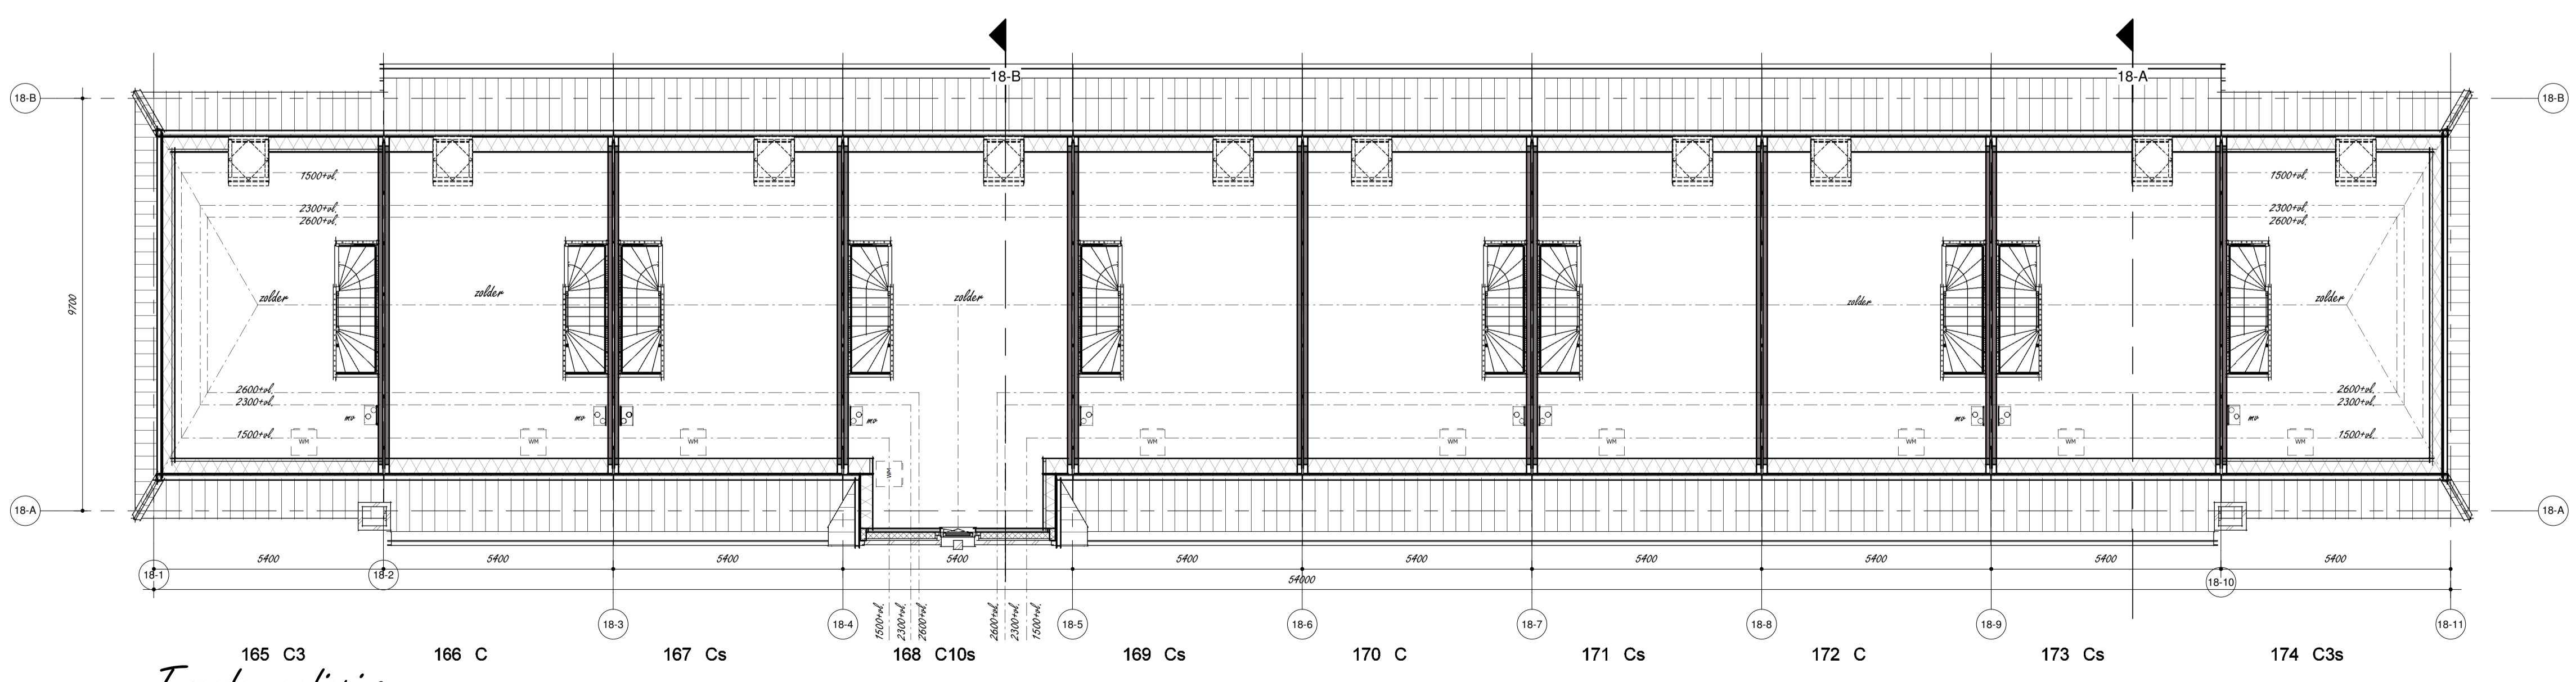 18-B 18-A
18-B 18-B
1500+vl. 1500+vl.
2300+vl. 2300+vl.
2600+vl. 2600+vl.
9700
zolder zolder zolder zolder zolder
2600+vl. 2600+vl.
2300+vl. 2300+vl.
mv mv mv mv mv
1500+vl. 1500+vl.
WM WM WM WM WM WM WM WM WM
WM
18-A 18-A
5400 5400 5400 5400 5400 5400 5400 5400 5400 5400
18-1 18-2 54000 18-10
1500+vl. 2300+vl. 2600+vl. 2600+vl. 2300+vl. 1500+vl.
18-3 18-4 18-5 18-6 18-7 18-8 18-9 18-11
165 C3 166 C 167 Cs 168 C10s 169 Cs 170 C 171 Cs 172 C 173 Cs 174 C3s